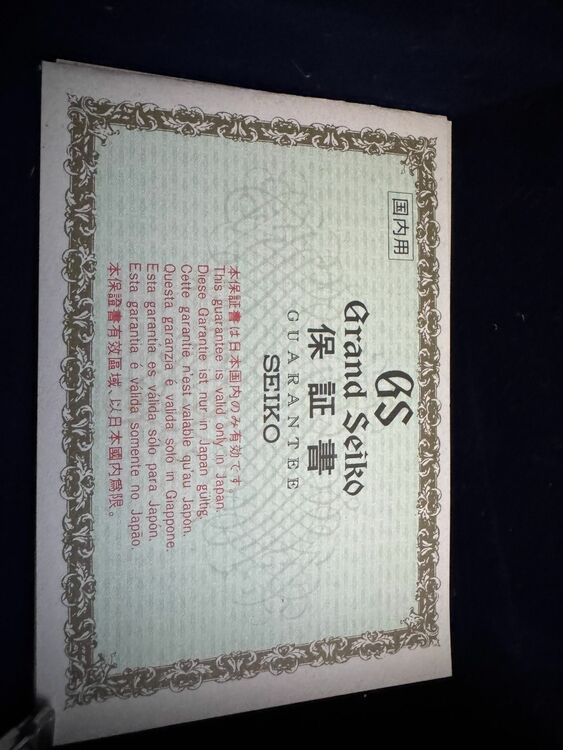 国内用
GS
Grand Seiko
保証書
GUARANTEE
SEIKO
本保証書は日本国内のみ有効です。
This guarantee is valid only in Japan.
Diese Garantie ist nur in Japan gültig.
Cette garantie n'est valable qu'au Japón.
Questa garanzia è valida solo in Giappone.
Esta garantía es válida sólo para Japón.
Esta garantia é válida somente no Japão.
本保證書有效區域、以日本國内爲限。